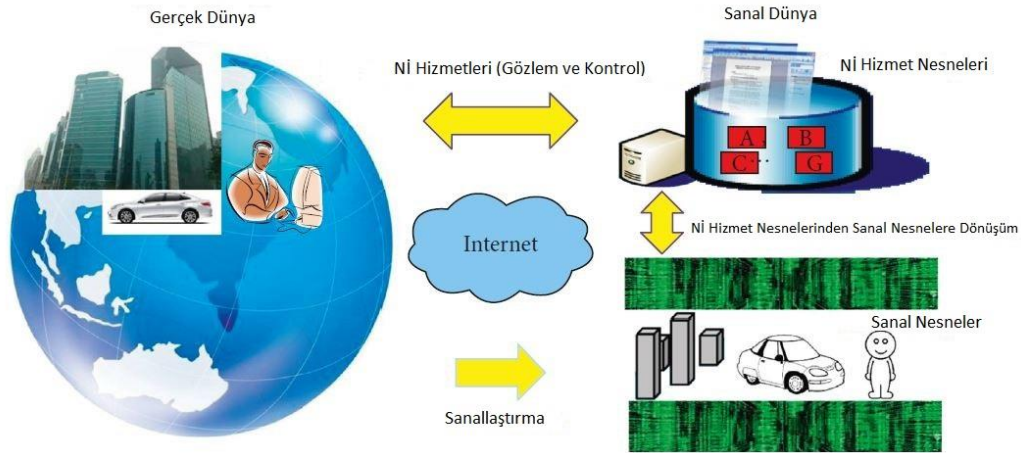 Gerçek Dünya
Sanal Dünya
Nİ Hizmetleri (Gözlem ve Kontrol)
Nİ Hizmet Nesneleri
A.
B
C...
G
Internet
Nİ Hizmet Nesnelerinden Sanal Nesnelere Dönüşüm
Sanal Nesneler
Sanallaştırma